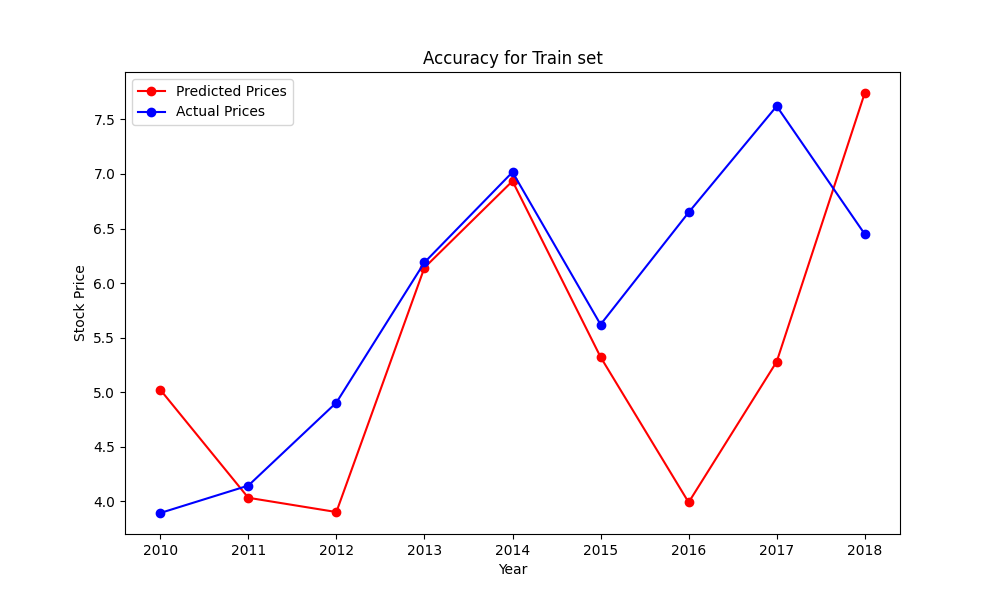 Accuracy for Train set
Predicted Prices
Actual Prices
Stock Price
7.5
7.0
6.5
6.0
5.5
5.0
4.5
4.0
2010 2011 2012 2013 2014 2015 2016 2017 2018
Year